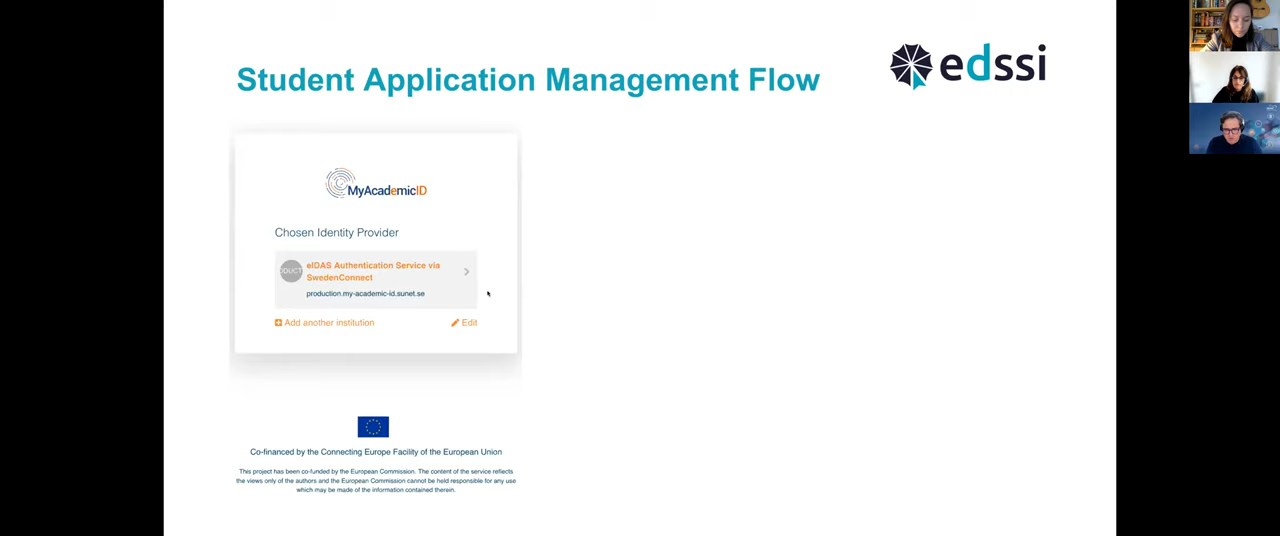 Student Application Management Flow
edssi
MyAcademicID
Chosen Identity Provider
eIDAS Authentication Service via
SwedenConnect
production.my-academic-id.sunet.se
Add another institution
Edit
Co-financed by the Connecting Europe Facility of the European Union
This project has been co-funded by the European Commission. The content of the service reflects
the views only of the authors and the European Commission cannot be held responsible for any use
which may be made of the information contained therein.